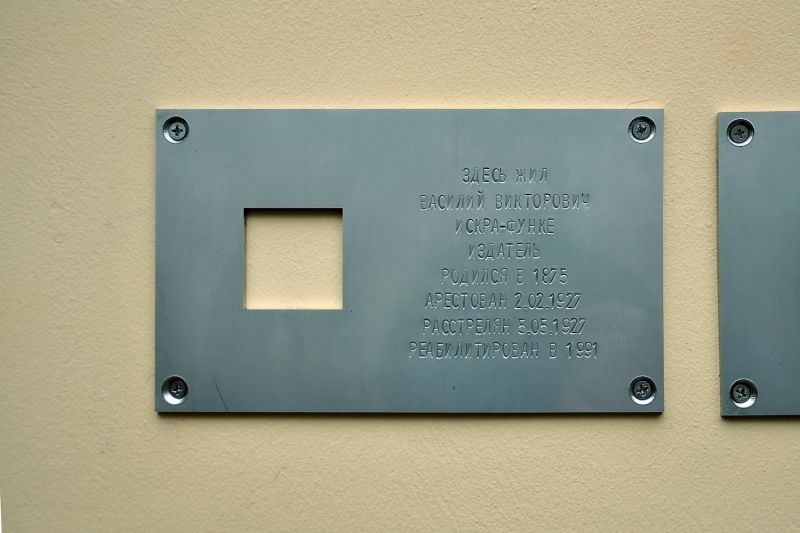 ЗДЕСЬ ЖИЛ
ВАСИЛИЙ ВИКТОРОВИЧ
ИСКРА-ФУНКЕ
ИЗДАТЕЛЬ
РОДИЛСЯ В 1875
АРЕСТОВАН 2.02.1927
РАССТРЕЛЯН 5.05.1927
РЕАБИЛИТИРОВАН В 1991